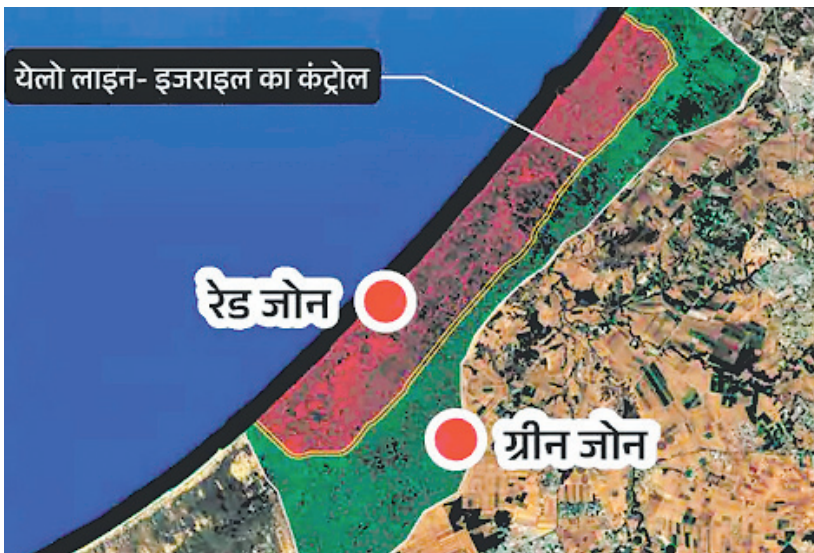 येलो लाइन- इजराइल का कंट्रोल
रेड जोन
ग्रीन जोन